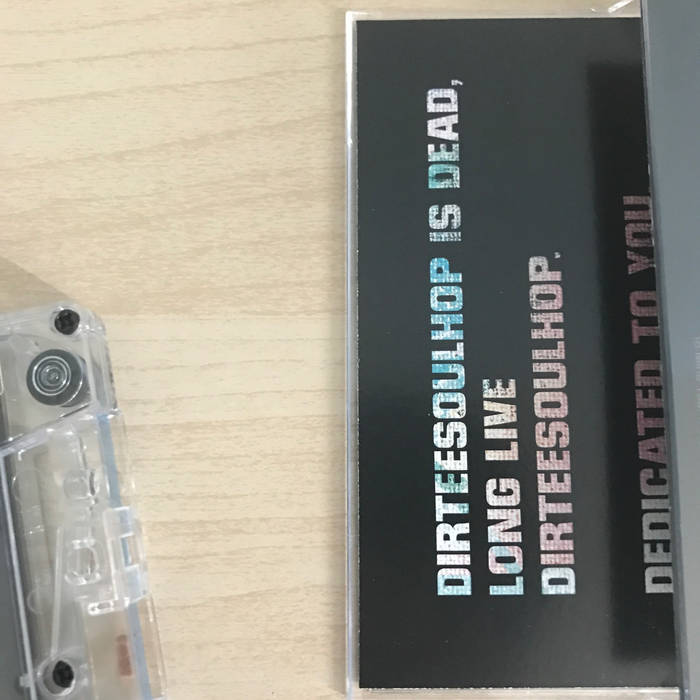 DIRTEESOULHOP IS DEAD,
LONG LIVE
DIRTEESOULHOP.
DEDICATED TO YOU